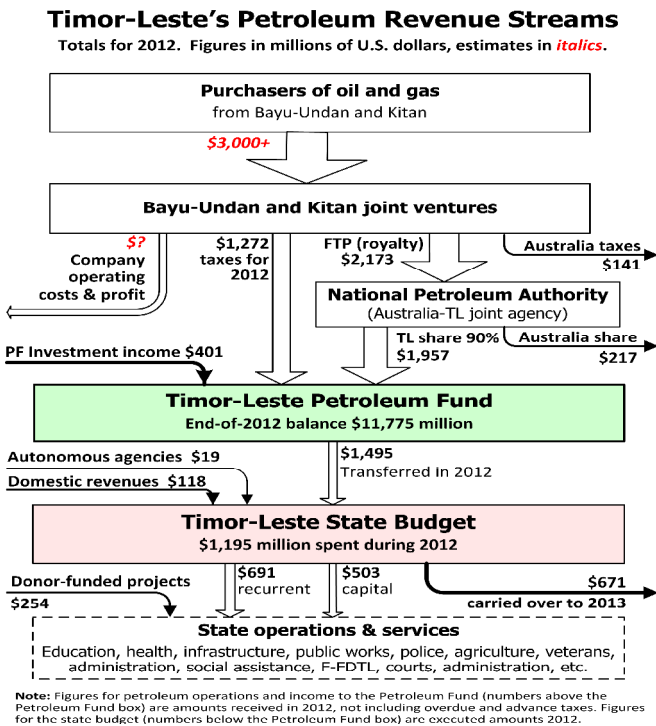 Timor-Leste's Petroleum Revenue Streams
Totals for 2012. Figures in millions of U.S. dollars, estimates in italics.
Purchasers of oil and gas
from Bayu-Undan and Kitan
$3,000+
Bayu-Undan and Kitan joint ventures
$?
Company
operating
costs & profit
$1,272
taxes for
2012
FTP (royalty)
$2,173
Australia taxes
$141
National Petroleum Authority
(Australia-TL joint agency)
TL share 90%
$1,957
Australia share
$217
PF Investment income $401
Timor-Leste Petroleum Fund
End-of-2012 balance $11,775 million
$1,495
Transferred In 2012
Autonomous agencies $19
Domestic revenues $118
Timor-Leste State Budget
$1,195 million spent during 2012
$691
recurrent
$503
capital
$671
carried over to 2013
Donor-funded projects
$254
State operations & services
Education, health, infrastructure, public works, police, agriculture, veterans,
administration, social assistance, F-FDTL, courts, administration, etc.
Note: Figures for petroleum operations and income to the Petroleum Fund (numbers above the
Petroleum Fund box) are amounts received in 2012, not including overdue and advance taxes. Figures
for the state budget (numbers below the Petroleum Fund box) are executed amounts 2012.